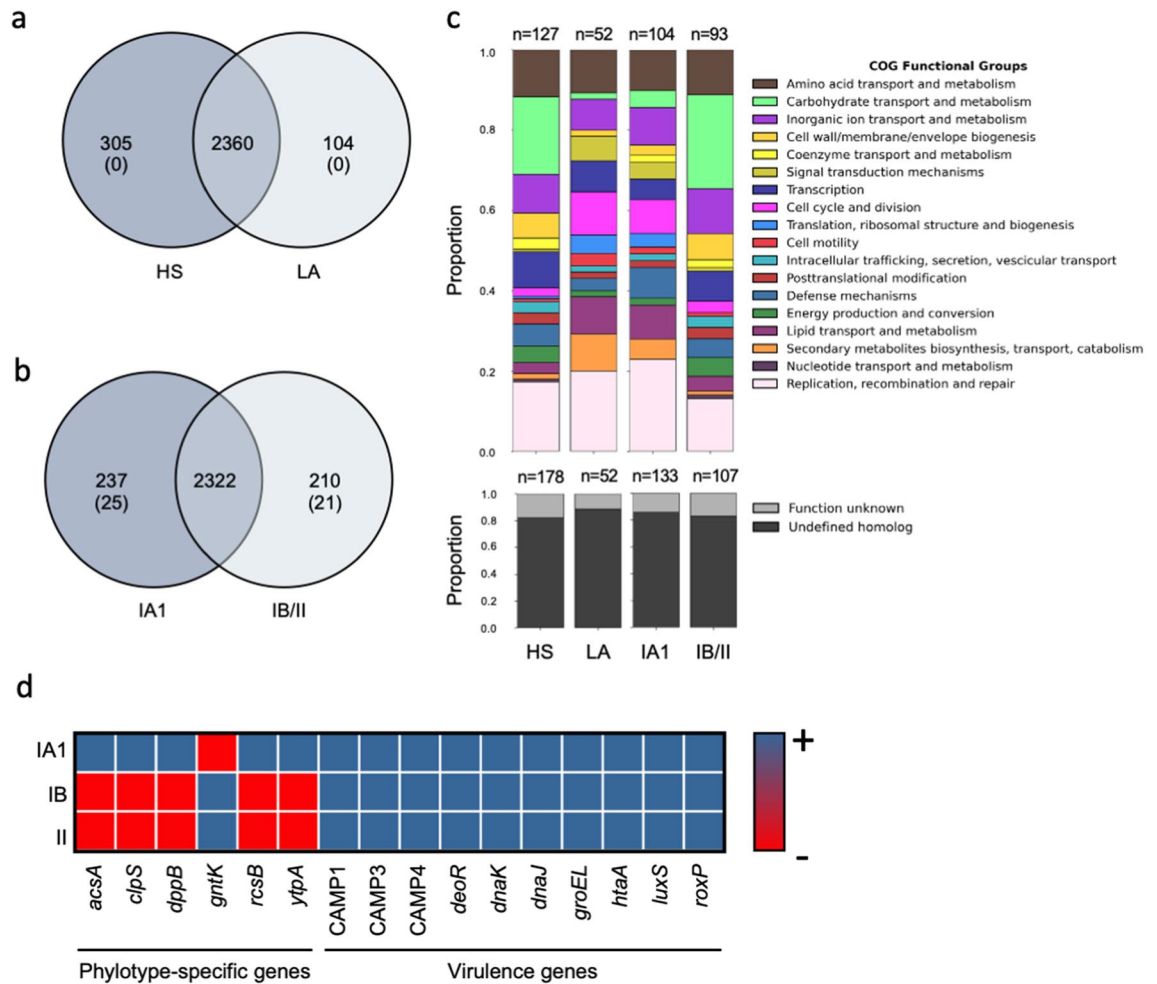 a
305
(0)
2360
104
(0)
HS
LA
b
237
(25)
2322
210
(21)
IA1
IB/II
c
n=127
n=52
n=104
n=93
1.0
0.8
0.6
0.4
0.2
0.0
Proportion
COG Functional Groups
Amino acid transport and metabolism
Carbohydrate transport and metabolism
Inorganic ion transport and metabolism
Cell wall/membrane/envelope biogenesis
Coenzyme transport and metabolism
Signal transduction mechanisms
Transcription
Cell cycle and division
Translation, ribosomal structure and biogenesis
Cell motility
Intracellular trafficking, secretion, vescicular transport
Posttranslational modification
Defense mechanisms
Energy production and conversion
Lipid transport and metabolism
Secondary metabolites biosynthesis, transport, catabolism
Nucleotide transport and metabolism
Replication, recombination and repair
n=178
n=52
n=133
n=107
1.0
0.8
0.6
0.4
0.2
0.0
Proportion
Function unknown
Undefined homolog
HS
LA
IA1
IB/II
d
IA1
IB
II
+
-
acsA
clpS
dppB
gntK
rcsB
ytpA
CAMP1
CAMP3
CAMP4
deoR
dnaK
dnaJ
groEL
htaA
luxS
roxP
Phylotype-specific genes
Virulence genes